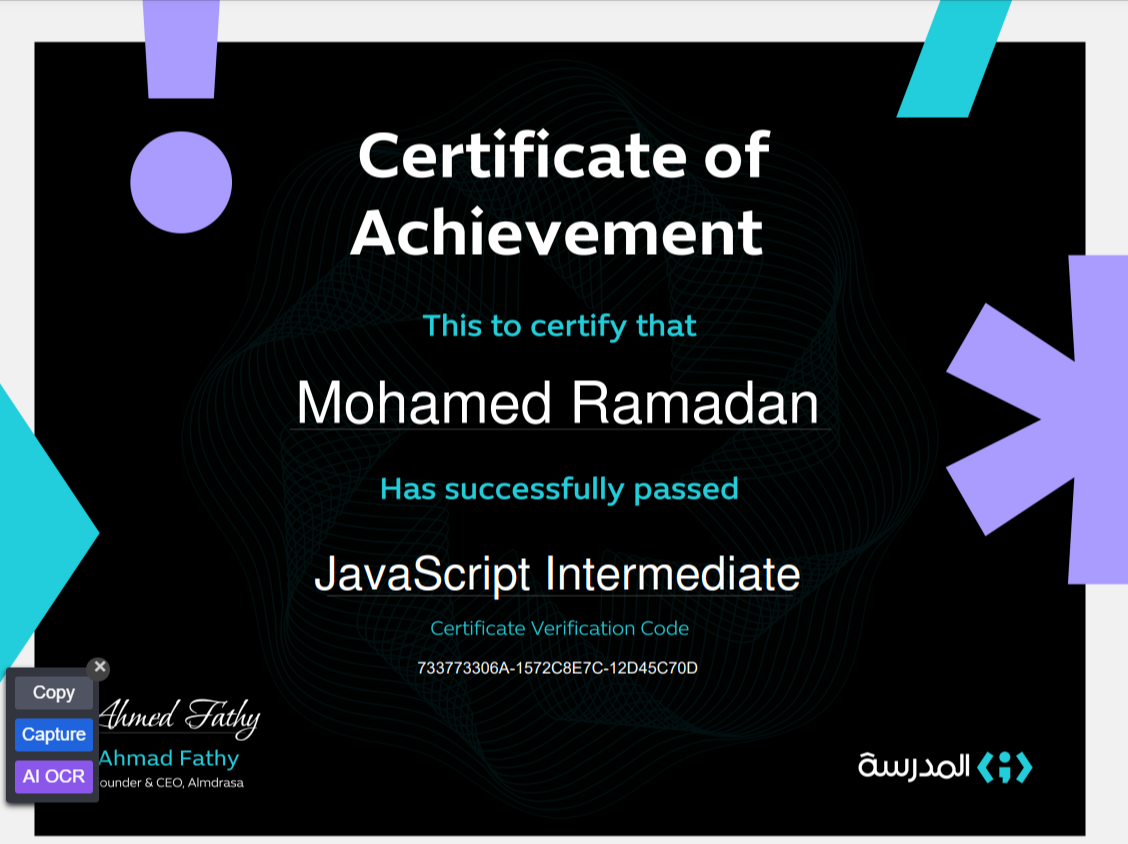 Certificate of
Achievement
This to certify that
Mohamed Ramadan
Has successfully passed
JavaScript Intermediate
Certificate Verification Code
733773306A-1572C8E7C-12D45C70D
Copy
Capture
AI OCR
Ahmed Fathy
Ahmad Fathy
ounder & CEO, Almdrasa
المدرسة